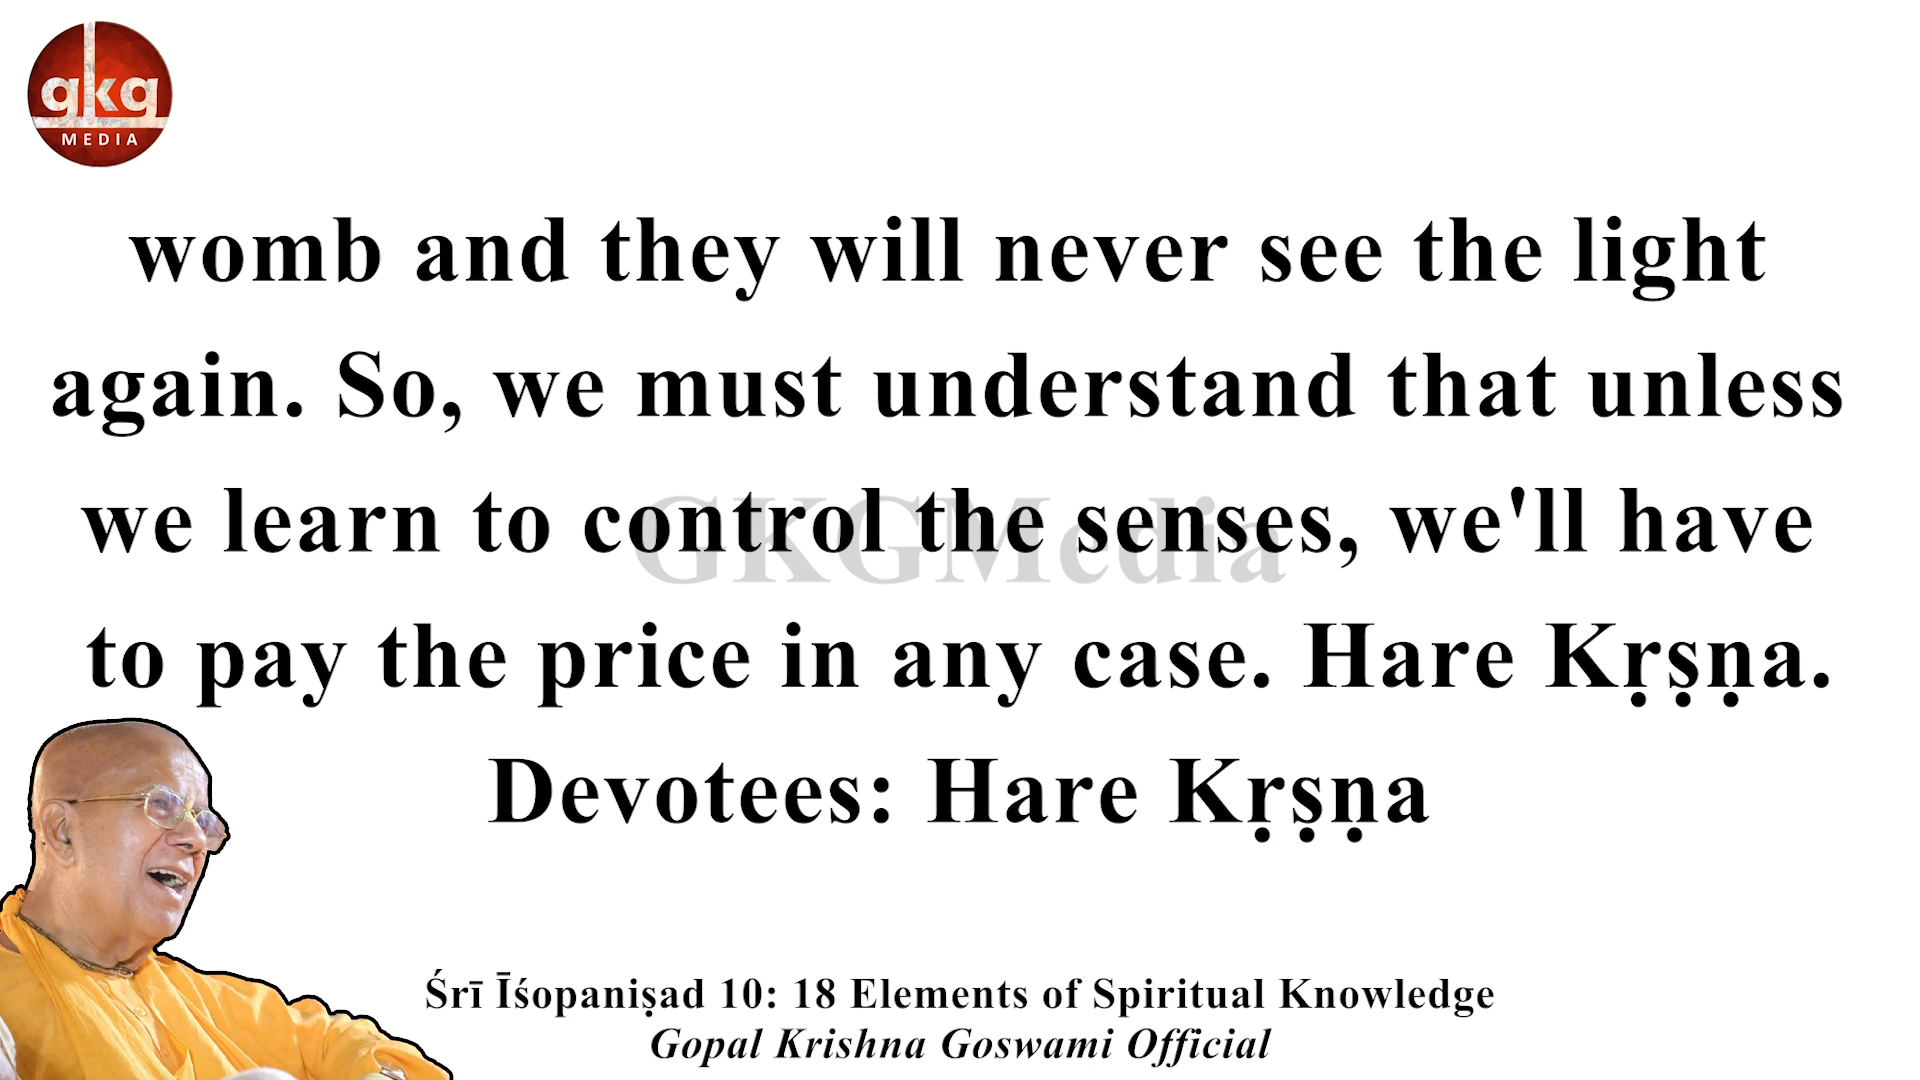 gkg
MEDIA
womb and they will never see the light
again. So, we must understand that unless
we learn to control the senses, we'll have
to pay the price in any case. Hare Kṛṣṇa.
Devotees: Hare Kṛṣṇa
GKGMedia
Śrī Īśopaniṣad 10: 18 Elements of Spiritual Knowledge
Gopal Krishna Goswami Official